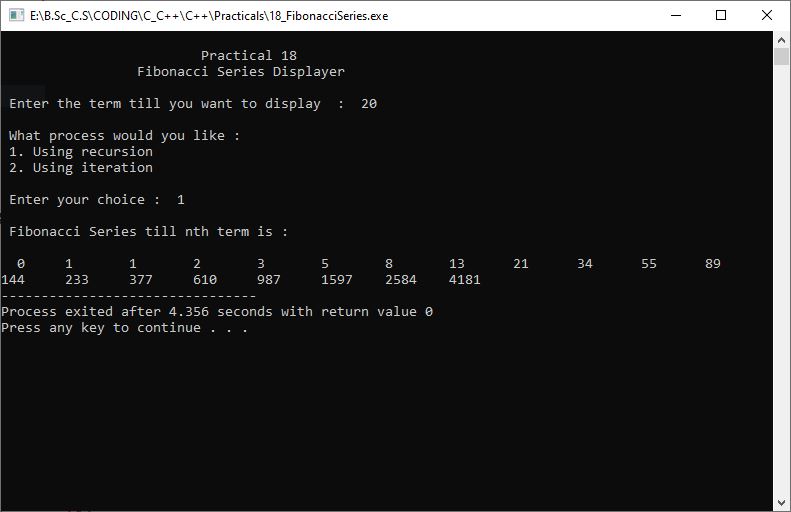 E:\B.Sc_C.S\CODING\C_C++\C++\Practicals\18_FibonacciSeries.exe
Practical 18
Fibonacci Series Displayer
Enter the term till you want to display  :  20
What process would you like :
1. Using recursion
2. Using iteration
Enter your choice :  1
Fibonacci Series till nth term is :
0 1 1 2 3 5 8 13 21 34 55 89
144 233 377 610 987 1597 2584 4181
--------------------------------
Process exited after 4.356 seconds with return value 0
Press any key to continue . . .